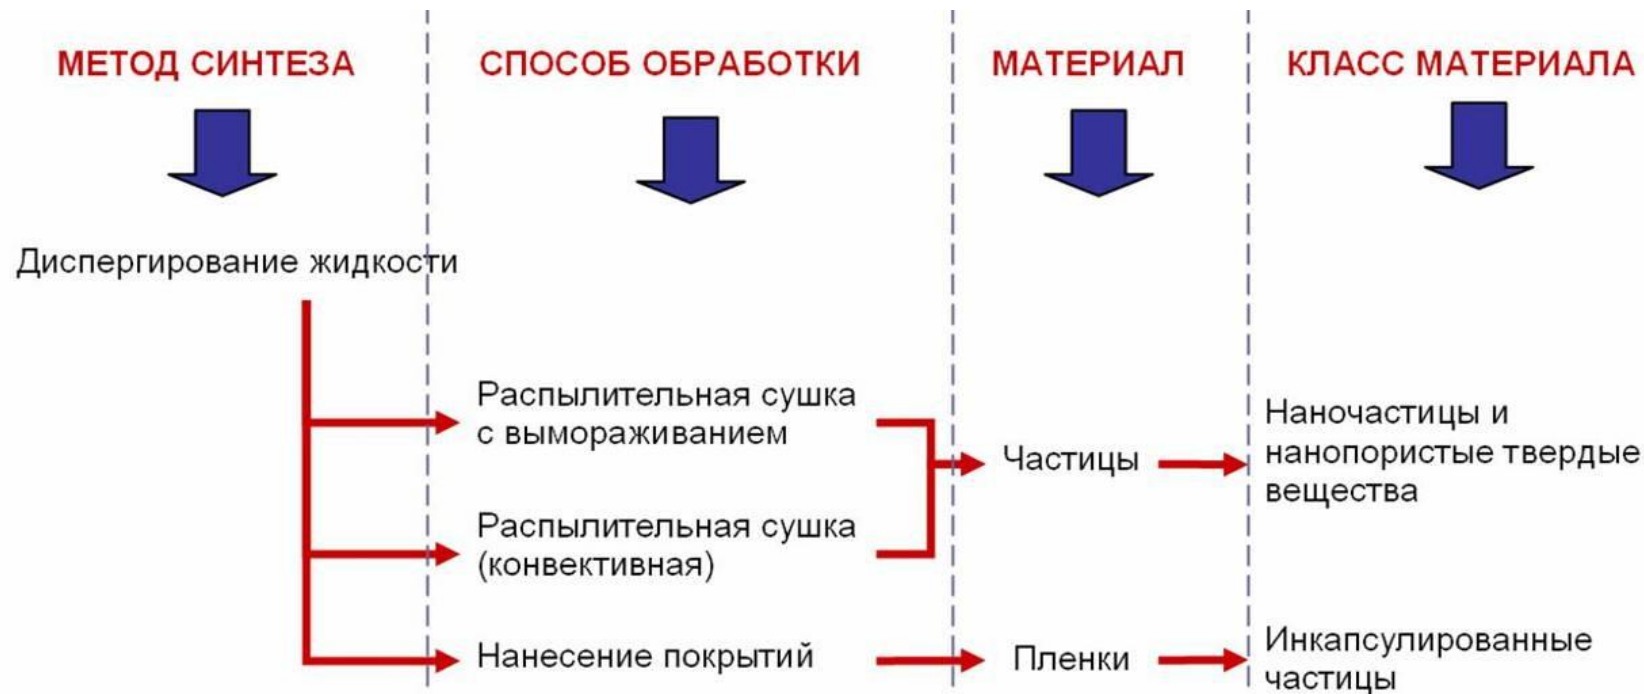 МЕТОД СИНТЕЗА
СПОСОБ ОБРАБОТКИ
МАТЕРИАЛ
КЛАСС МАТЕРИАЛА
Диспергирование жидкости
Распылительная сушка
с вымораживанием
Частицы
Наночастицы и
нанопористые твердые
вещества
Распылительная сушка
(конвективная)
Нанесение покрытий
Пленки
Инкапсулированные
частицы